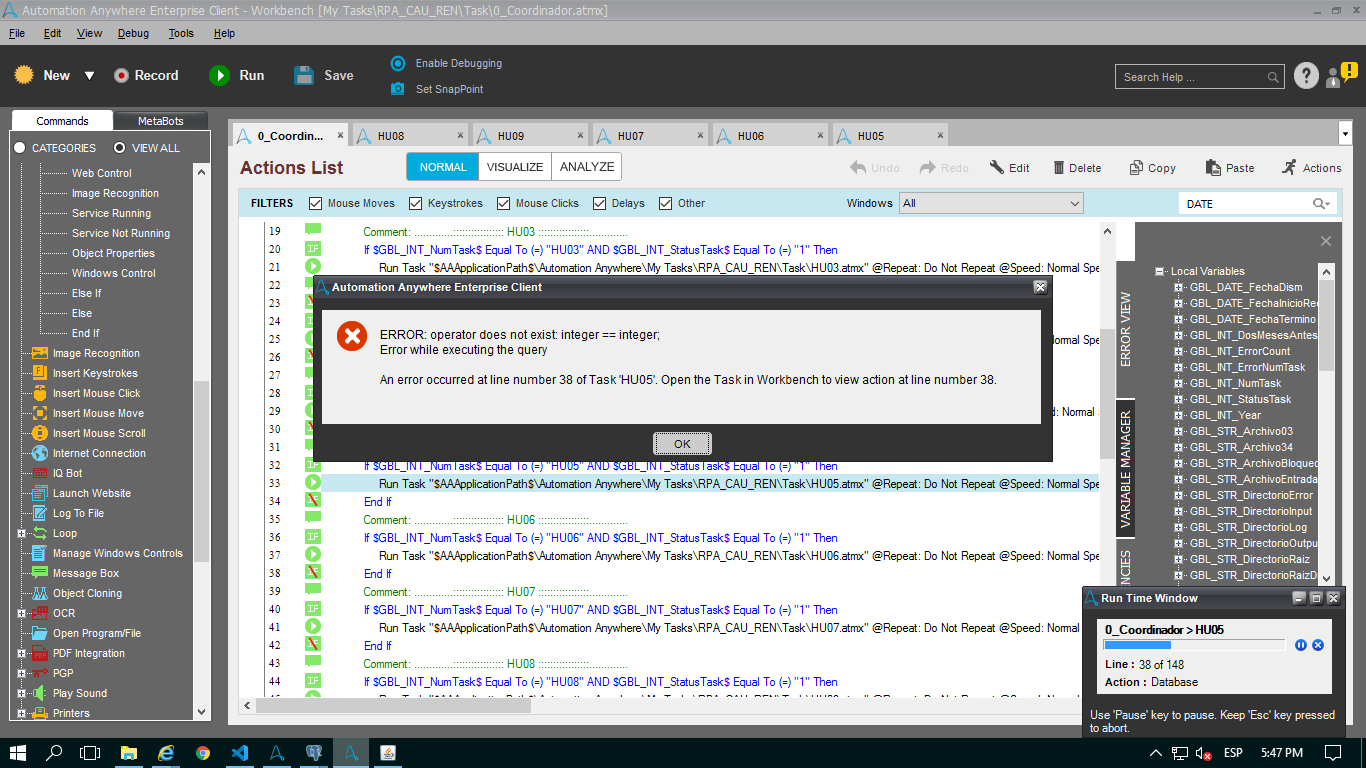 Automation Anywhere Enterprise Client - Workbench [My Tasks\RPA_CAU_REN\Task\0_Coordinador.atmx]
File Edit View Debug Tools Help
New Record Run Save
Enable Debugging
Set SnapPoint
Search Help ...
Commands MetaBots
CATEGORIES VIEW ALL
Web Control
Image Recognition
Service Running
Service Not Running
Object Properties
Windows Control
Else If
Else
End If
Image Recognition
Insert Keystrokes
Insert Mouse Click
Insert Mouse Move
Insert Mouse Scroll
Internet Connection
IQ Bot
Launch Website
Log To File
Loop
Manage Windows Controls
Message Box
Object Cloning
OCR
Open Program/File
PDF Integration
PGP
Play Sound
Printers
0_Coordin... HU08 HU09 HU07 HU06 HU05
Actions List NORMAL VISUALIZE ANALYZE Undo Redo Edit Delete Copy Paste Actions
FILTERS Mouse Moves Keystrokes Mouse Clicks Delays Other Windows All DATE
19 Comment: .............::::::::::::::::: HU03 :::::::::::::::::.............
20 IF If $GBL_INT_NumTask$ Equal To (=) "HU03" AND $GBL_INT_StatusTask$ Equal To (=) "1" Then
21 Run Task "$AAApplicationPath$\Automation Anywhere\My Tasks\RPA_CAU_REN\Task\HU03.atmx" @Repeat: Do Not Repeat @Speed: Normal Spe
22
23
24
25 ormal Spe
26
27
28
29 d: Normal
30
31
32 IF If $GBL_INT_NumTask$ Equal To (=) "HU05" AND $GBL_INT_StatusTask$ Equal To (=) "1" Then
33 Run Task "$AAApplicationPath$\Automation Anywhere\My Tasks\RPA_CAU_REN\Task\HU05.atmx" @Repeat: Do Not Repeat @Speed: Normal Spe
34 End If
35 Comment: .............::::::::::::::::: HU06 :::::::::::::::::.............
36 IF If $GBL_INT_NumTask$ Equal To (=) "HU06" AND $GBL_INT_StatusTask$ Equal To (=) "1" Then
37 Run Task "$AAApplicationPath$\Automation Anywhere\My Tasks\RPA_CAU_REN\Task\HU06.atmx" @Repeat: Do Not Repeat @Speed: Normal Spe
38 End If
39 Comment: .............::::::::::::::::: HU07 :::::::::::::::::.............
40 IF If $GBL_INT_NumTask$ Equal To (=) "HU07" AND $GBL_INT_StatusTask$ Equal To (=) "1" Then
41 Run Task "$AAApplicationPath$\Automation Anywhere\My Tasks\RPA_CAU_REN\Task\HU07.atmx" @Repeat: Do Not Repeat @Speed: Normal
42 End If
43 Comment: .............::::::::::::::::: HU08 :::::::::::::::::.............
44 IF If $GBL_INT_NumTask$ Equal To (=) "HU08" AND $GBL_INT_StatusTask$ Equal To (=) "1" Then
Automation Anywhere Enterprise Client
ERROR: operator does not exist: integer == integer;
Error while executing the query
An error occurred at line number 38 of Task 'HU05'. Open the Task in Workbench to view action at line number 38.
OK
ERROR VIEW
VARIABLE MANAGER
NCIES
Local Variables
GBL_DATE_FechaDism
GBL_DATE_FechaInicioRec
GBL_DATE_FechaTermino
GBL_INT_DosMesesAntes
GBL_INT_ErrorCount
GBL_INT_ErrorNumTask
GBL_INT_NumTask
GBL_INT_StatusTask
GBL_INT_Year
GBL_STR_Archivo03
GBL_STR_Archivo34
GBL_STR_ArchivoBloqued
GBL_STR_ArchivoEntrada
GBL_STR_DirectorioError
GBL_STR_DirectorioInput
GBL_STR_DirectorioLog
GBL_STR_DirectorioOutpu
GBL_STR_DirectorioRaiz
GBL_STR_DirectorioRaizD
Run Time Window
0_Coordinador > HU05
Line : 38 of 148
Action : Database
Use 'Pause' key to pause. Keep 'Esc' key pressed
to abort.
ESP 5:47 PM